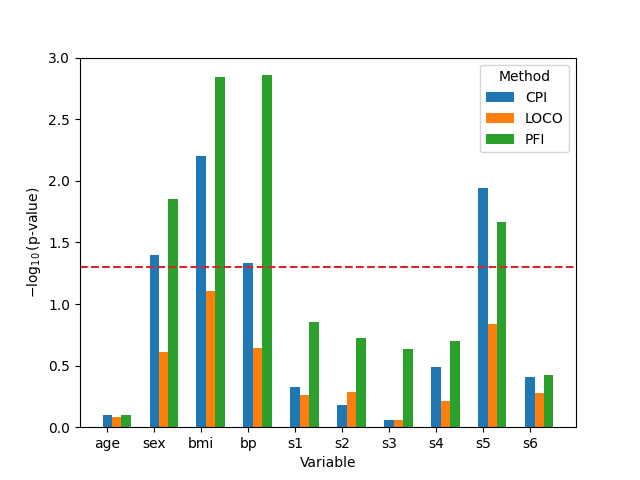 Method
CPI
LOCO
PFI
3.0
2.5
2.0
1.5
1.0
0.5
0.0
−log₁₀(p-value)
age sex bmi bp s1 s2 s3 s4 s5 s6
Variable